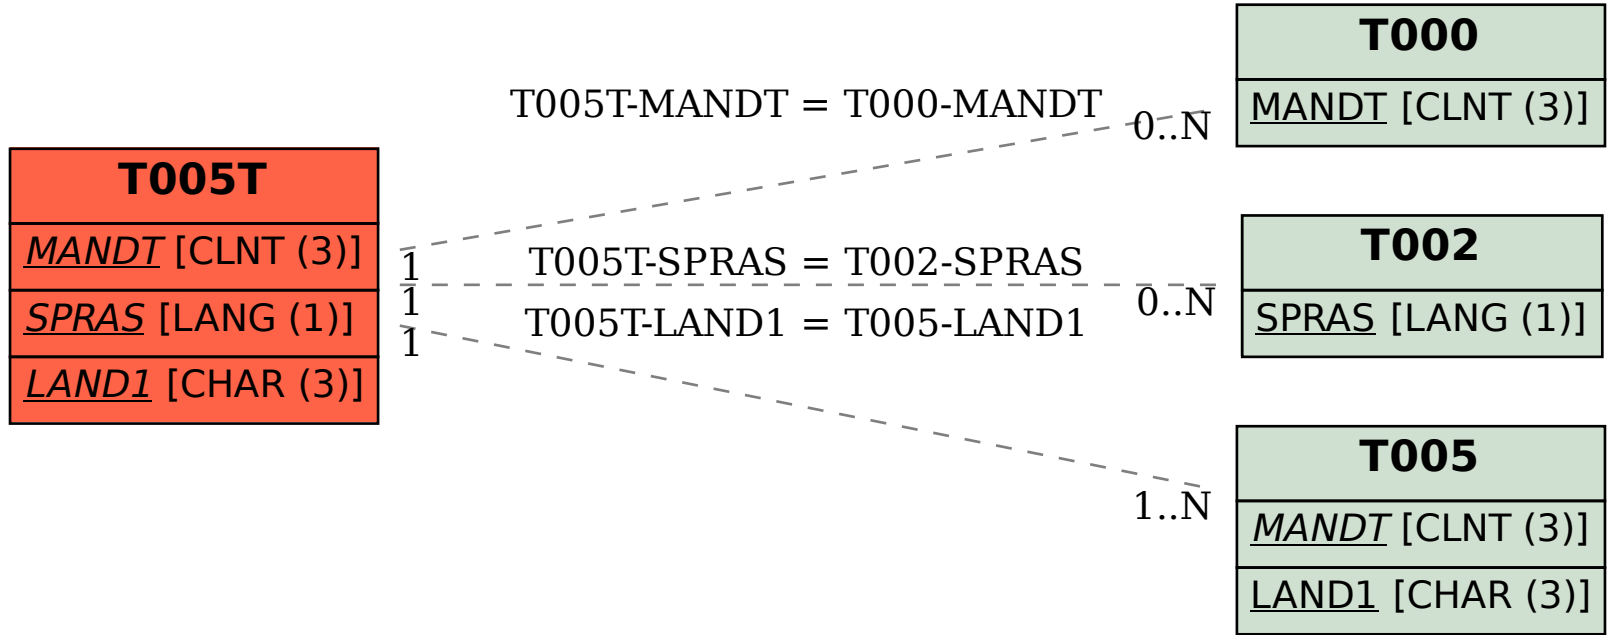 T005T
MANDT [CLNT (3)]
SPRAS [LANG (1)]
LAND1 [CHAR (3)]
T005T-MANDT = T000-MANDT
0..N
1
T005T-SPRAS = T002-SPRAS
1
0..N
T005T-LAND1 = T005-LAND1
1
1..N
T000
MANDT [CLNT (3)]
T002
SPRAS [LANG (1)]
T005
MANDT [CLNT (3)]
LAND1 [CHAR (3)]